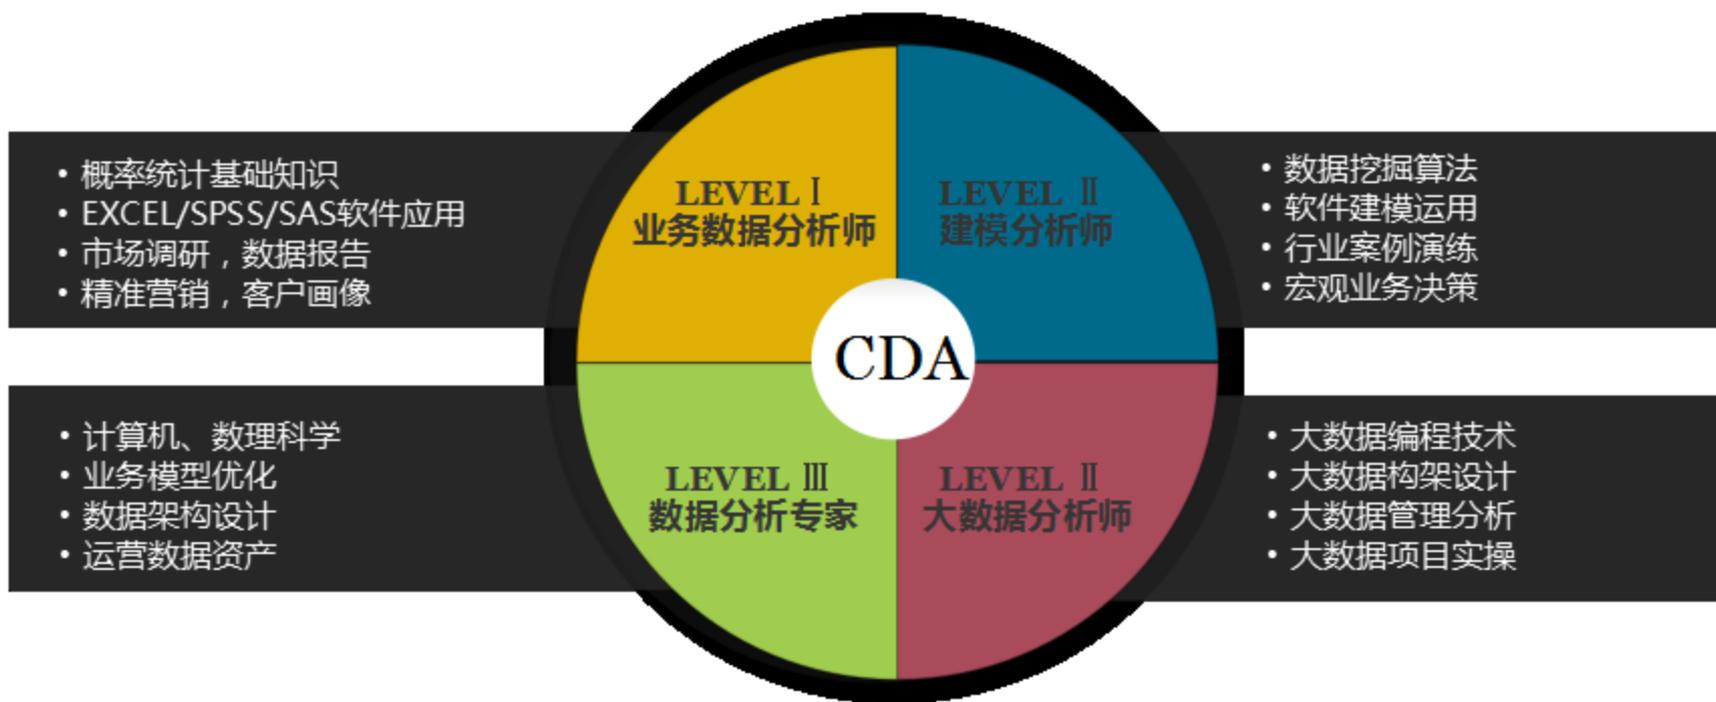 • 概率统计基础知识
• EXCEL/SPSS/SAS软件应用
• 市场调研，数据报告
• 精准营销，客户画像
LEVEL Ⅰ
业务数据分析师
LEVEL Ⅱ
建模分析师
• 数据挖掘算法
• 软件建模运用
• 行业案例演练
• 宏观业务决策
CDA
• 计算机、数理科学
• 业务模型优化
• 数据架构设计
• 运营数据资产
LEVEL Ⅲ
数据分析专家
LEVEL Ⅱ
大数据分析师
• 大数据编程技术
• 大数据构架设计
• 大数据管理分析
• 大数据项目实操